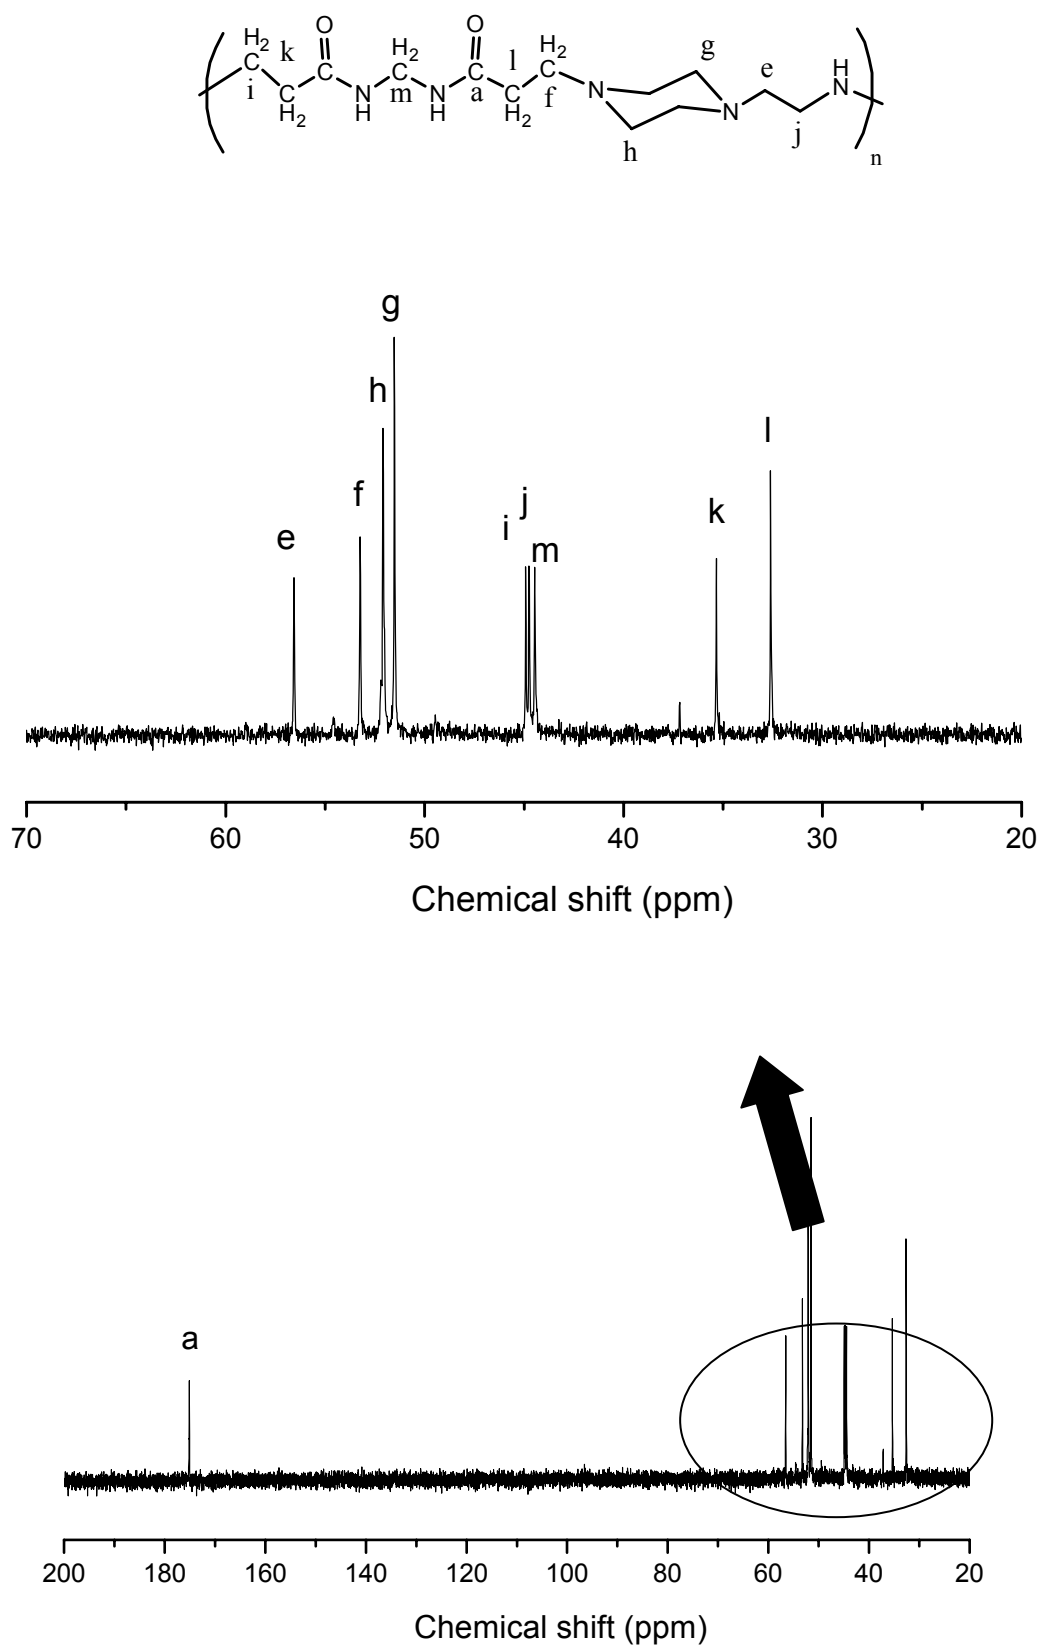 O O
H2 k H2 l H2 g
C C C e H
i C N m N a C f N N N
H2 H H H2 h j n
g
h
l
f j k
e i m
70 60 50 40 30 20
Chemical shift (ppm)
a
200 180 160 140 120 100 80 60 40 20
Chemical shift (ppm)